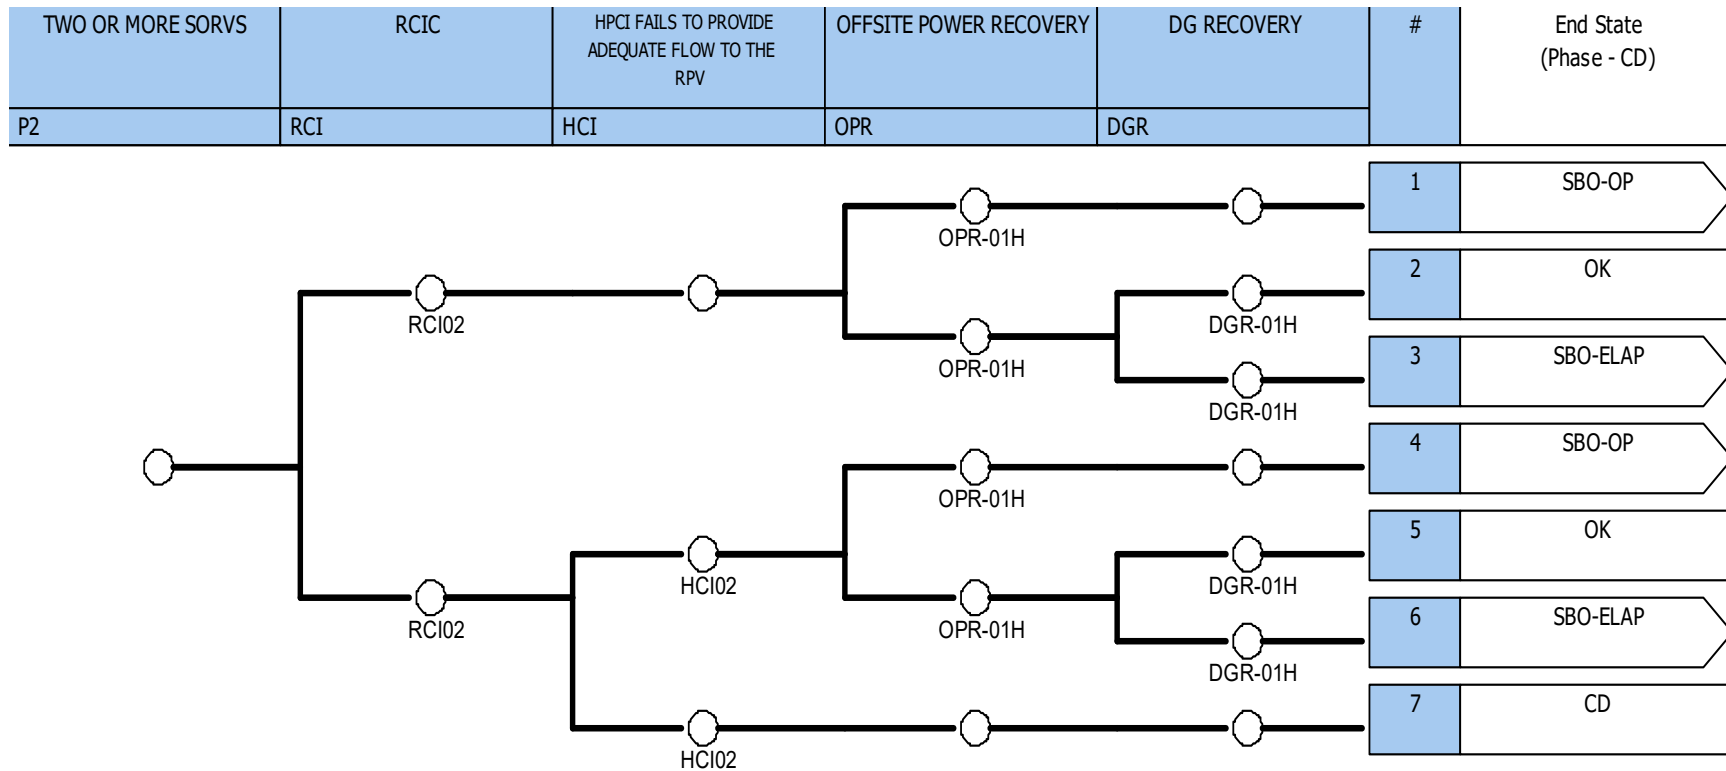 TWO OR MORE SORVS
RCIC
HPCI FAILS TO PROVIDE
ADEQUATE FLOW TO THE
RPV
OFFSITE POWER RECOVERY
DG RECOVERY
#
End State
(Phase - CD)
P2
RCI
HCI
OPR
DGR
1
SBO-OP
OPR-01H
2
OK
RCI02
DGR-01H
3
SBO-ELAP
OPR-01H
DGR-01H
4
SBO-OP
OPR-01H
5
OK
HCI02
DGR-01H
6
SBO-ELAP
RCI02
OPR-01H
DGR-01H
7
CD
HCI02